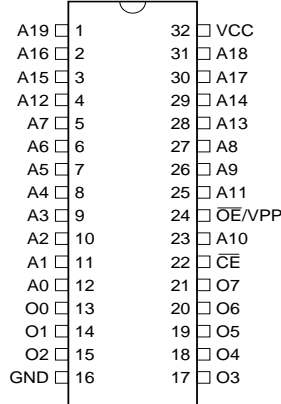 A19 1 32 VCC
A16 2 31 A18
A15 3 30 A17
A12 4 29 A14
A7 5 28 A13
A6 6 27 A8
A5 7 26 A9
A4 8 25 A11
A3 9 24 O̅E̅/VPP
A2 10 23 A10
A1 11 22 C̅E̅
A0 12 21 O7
O0 13 20 O6
O1 14 19 O5
O2 15 18 O4
GND 16 17 O3